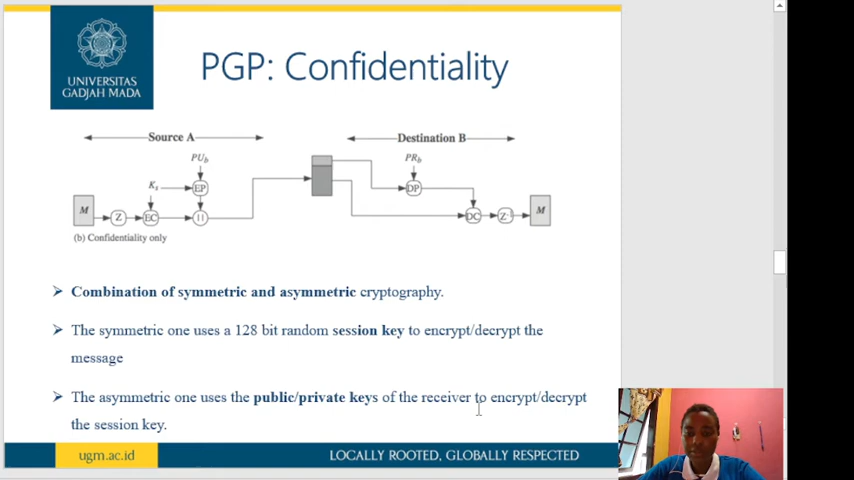 UNIVERSITAS
GADJAH MADA
PGP: Confidentiality
Source A
Destination B
PUb
PRb
Ks
EP
DP
M
Z
EC
||
DC
Z-1
M
(b) Confidentiality only
Combination of symmetric and asymmetric cryptography.
The symmetric one uses a 128 bit random session key to encrypt/decrypt the
message
The asymmetric one uses the public/private keys of the receiver to encrypt/decrypt
the session key.
ugm.ac.id
LOCALLY ROOTED, GLOBALLY RESPECTED